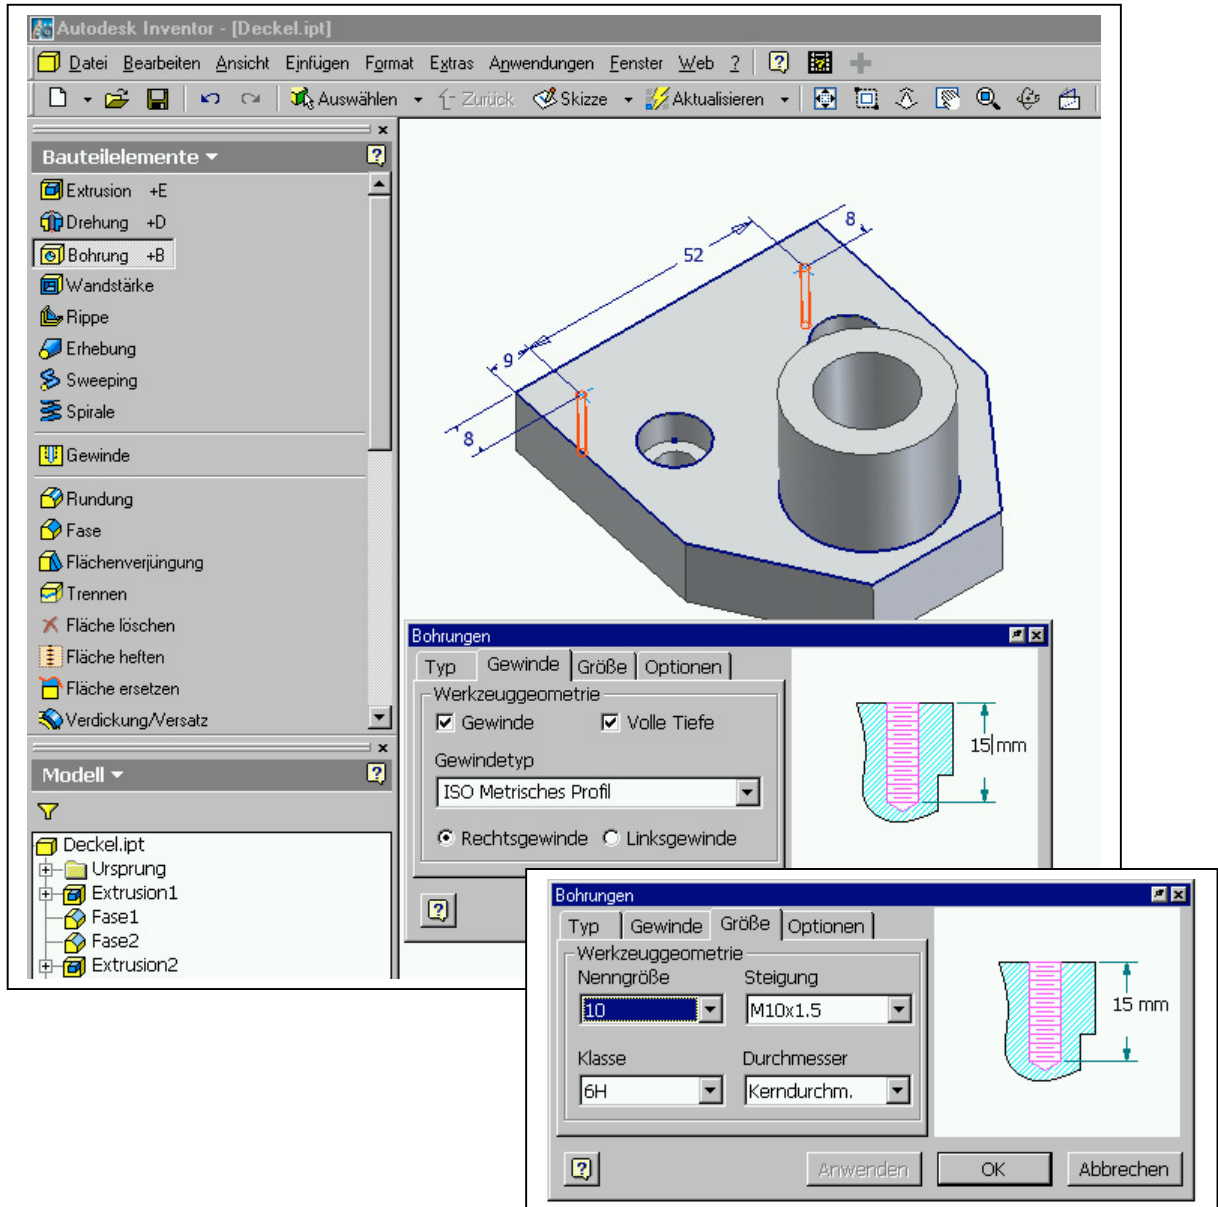 Autodesk Inventor - [Deckel.ipt]
Datei Bearbeiten Ansicht Einfügen Format Extras Anwendungen Fenster Web ?
Auswählen Zurück Skizze Aktualisieren
Bauteilelemente
Extrusion +E
Drehung +D
Bohrung +B
Wandstärke
Rippe
Erhebung
Sweeping
Spirale
Gewinde
Rundung
Fase
Flächenverjüngung
Trennen
Fläche löschen
Fläche heften
Fläche ersetzen
Verdickung/Versatz
Modell
Deckel.ipt
Ursprung
Extrusion1
Fase1
Fase2
Extrusion2
8
52
9
8
Bohrungen
Typ Gewinde Größe Optionen
Werkzeuggeometrie
Gewinde Volle Tiefe
Gewindetyp
ISO Metrisches Profil
Rechtsgewinde Linksgewinde
15 mm
Bohrungen
Typ Gewinde Größe Optionen
Werkzeuggeometrie
Nenngröße Steigung
10 M10x1.5
Klasse Durchmesser
6H Kerndurchm.
15 mm
Anwenden OK Abbrechen